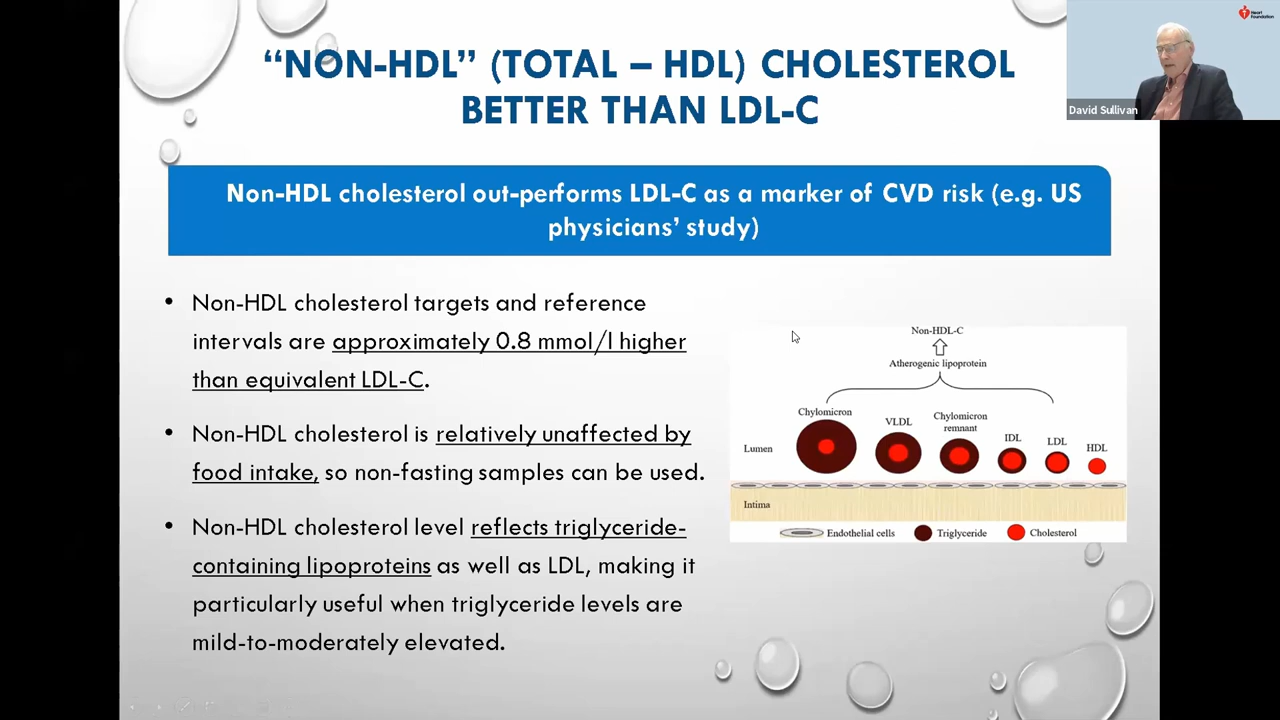 “NON-HDL” (TOTAL – HDL) CHOLESTEROL
BETTER THAN LDL-C
Heart
Foundation
David Sullivan
Non-HDL cholesterol out-performs LDL-C as a marker of CVD risk (e.g. US
physicians’ study)
• Non-HDL cholesterol targets and reference
intervals are approximately 0.8 mmol/l higher
than equivalent LDL-C.
• Non-HDL cholesterol is relatively unaffected by
food intake, so non-fasting samples can be used.
• Non-HDL cholesterol level reflects triglyceride-
containing lipoproteins as well as LDL, making it
particularly useful when triglyceride levels are
mild-to-moderately elevated.
Non-HDL-C
Atherogenic lipoprotein
Chylomicron
VLDL
Chylomicron
remnant
IDL
LDL
HDL
Lumen
Intima
Endothelial cells
Triglyceride
Cholesterol